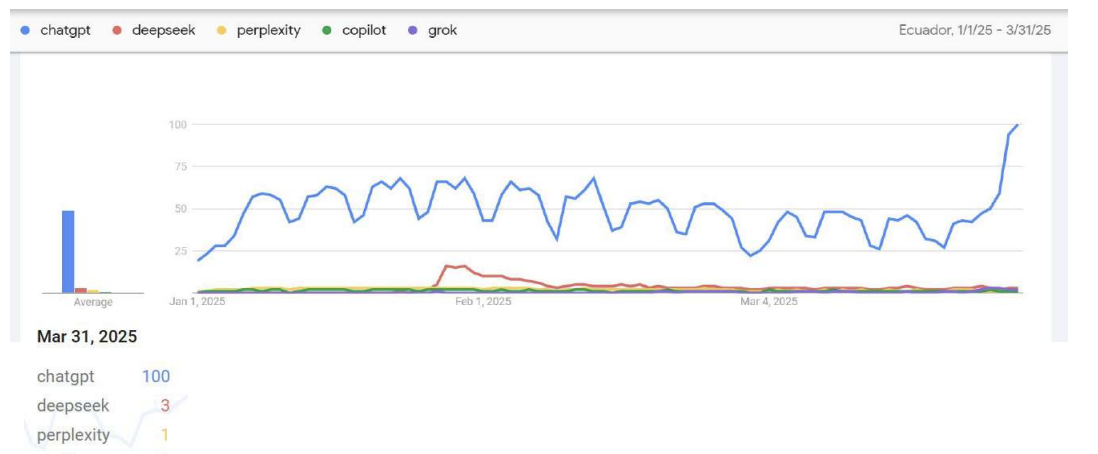 chatgpt deepseek perplexity copilot grok Ecuador, 1/1/25 - 3/31/25
100
75
50
25
Average Jan 1, 2025 Feb 1, 2025 Mar 4, 2025
Mar 31, 2025
chatgpt 100
deepseek 3
perplexity 1